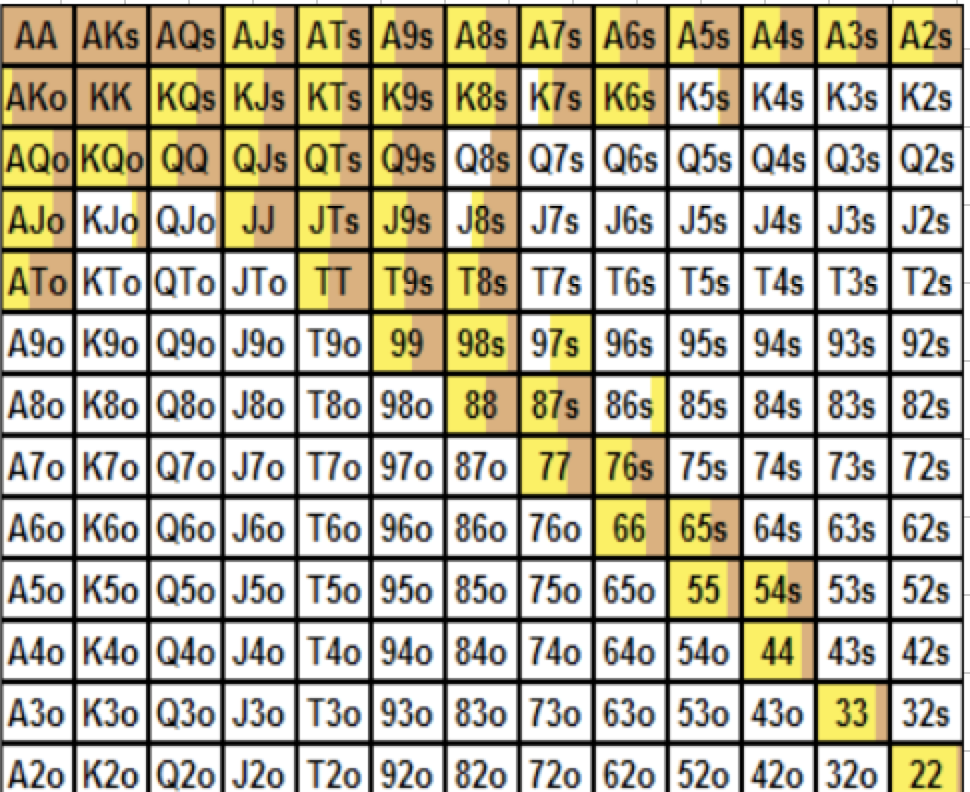 AA AKs AQs AJs ATs A9s A8s A7s A6s A5s A4s A3s A2s
AKo KK KQs KJs KTs K9s K8s K7s K6s K5s K4s K3s K2s
AQo KQo QQ QJs QTs Q9s Q8s Q7s Q6s Q5s Q4s Q3s Q2s
AJo KJo QJo JJ JTs J9s J8s J7s J6s J5s J4s J3s J2s
ATo KTo QTo JTo TT T9s T8s T7s T6s T5s T4s T3s T2s
A9o K9o Q9o J9o T9o 99 98s 97s 96s 95s 94s 93s 92s
A8o K8o Q8o J8o T8o 98o 88 87s 86s 85s 84s 83s 82s
A7o K7o Q7o J7o T7o 97o 87o 77 76s 75s 74s 73s 72s
A6o K6o Q6o J6o T6o 96o 86o 76o 66 65s 64s 63s 62s
A5o K5o Q5o J5o T5o 95o 85o 75o 65o 55 54s 53s 52s
A4o K4o Q4o J4o T4o 94o 84o 74o 64o 54o 44 43s 42s
A3o K3o Q3o J3o T3o 93o 83o 73o 63o 53o 43o 33 32s
A2o K2o Q2o J2o T2o 92o 82o 72o 62o 52o 42o 32o 22